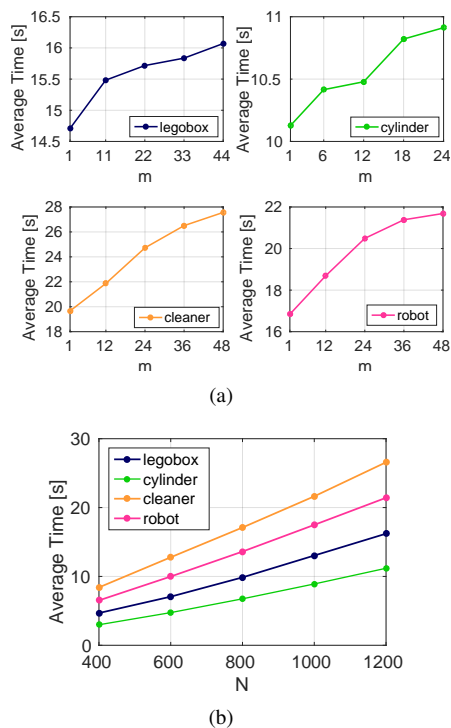 16.5
16
15.5
15
14.5
Average Time [s]
1 11 22 33 44
m
legobox
11
10.5
10
Average Time [s]
1 6 12 18 24
m
cylinder
28
26
24
22
20
18
Average Time [s]
1 12 24 36 48
m
cleaner
22
20
18
16
Average Time [s]
1 12 24 36 48
m
robot
(a)
30
20
10
0
Average Time [s]
legobox
cylinder
cleaner
robot
400 600 800 1000 1200
N
(b)